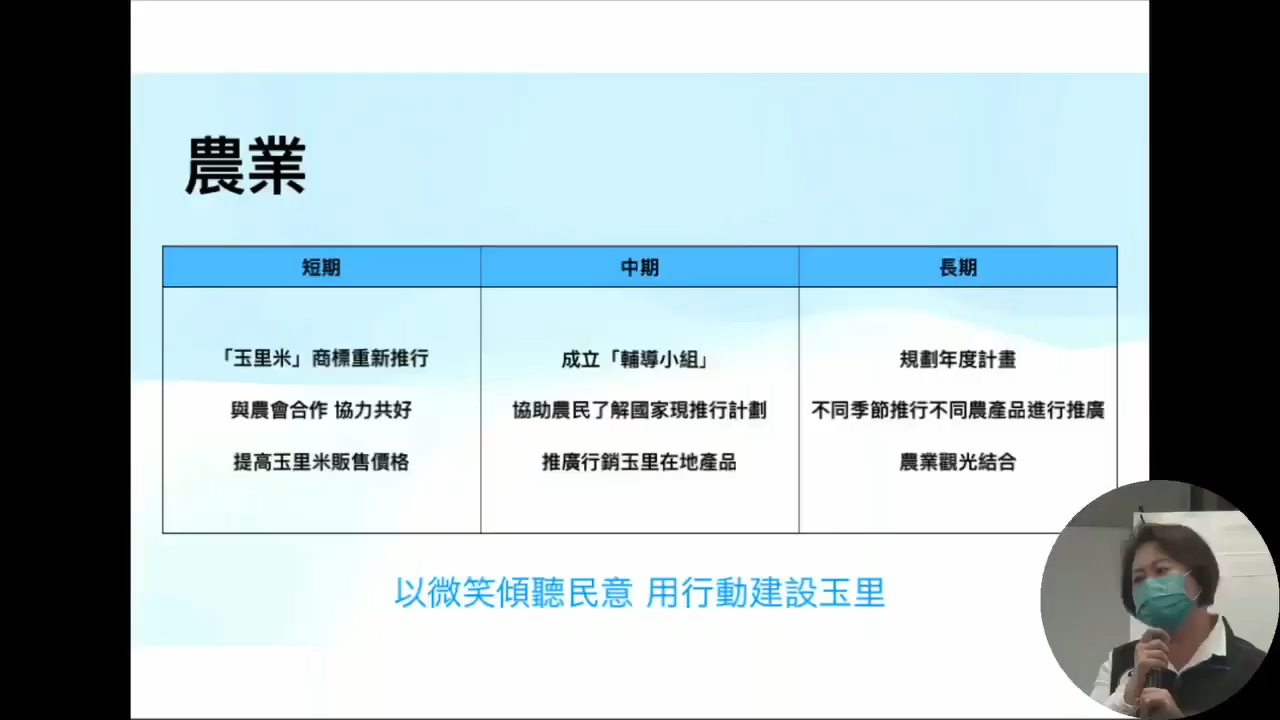 農業
短期 中期 長期
「玉里米」商標重新推行 成立「輔導小組」 規劃年度計畫
與農會合作 協力共好 協助農民了解國家現推行計劃 不同季節推行不同農產品進行推廣
提高玉里米販售價格 推廣行銷玉里在地產品 農業觀光結合
以微笑傾聽民意 用行動建設玉里